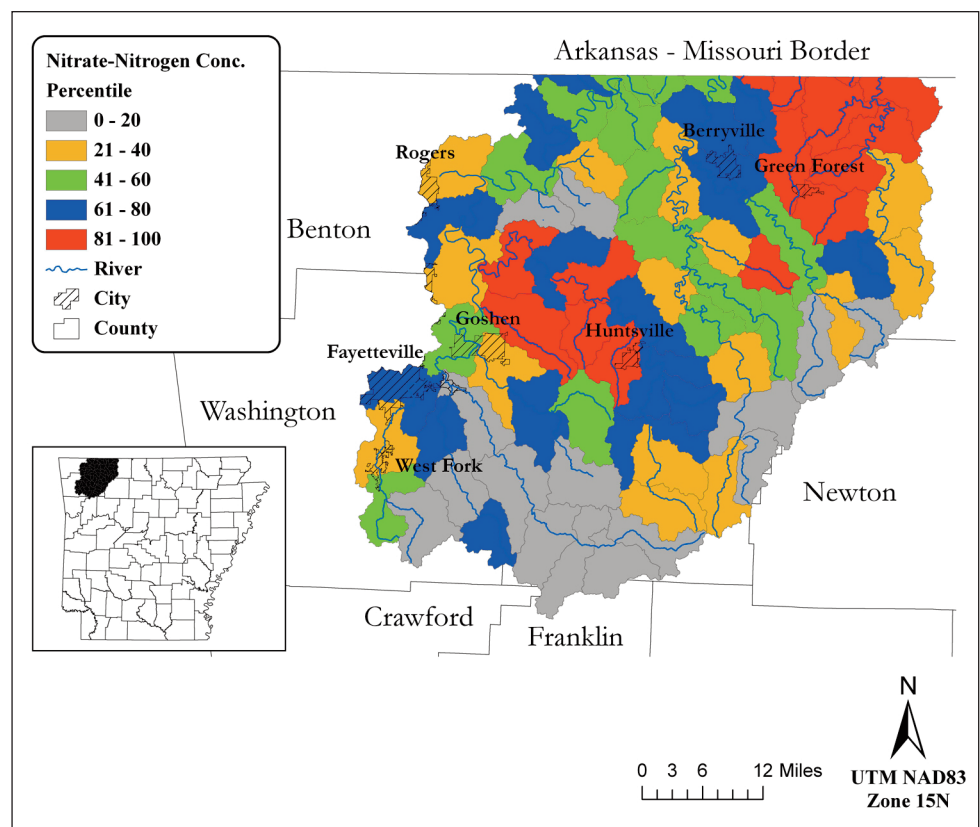 Arkansas - Missouri Border
Nitrate-Nitrogen Conc.
Percentile
0 - 20
21 - 40
41 - 60
61 - 80
81 - 100
River
City
County
Berryville
Rogers
Green Forest
Benton
Goshen
Huntsville
Fayetteville
Washington
West Fork
Newton
Crawford
Franklin
N
0 3 6 12 Miles
UTM NAD83
Zone 15N